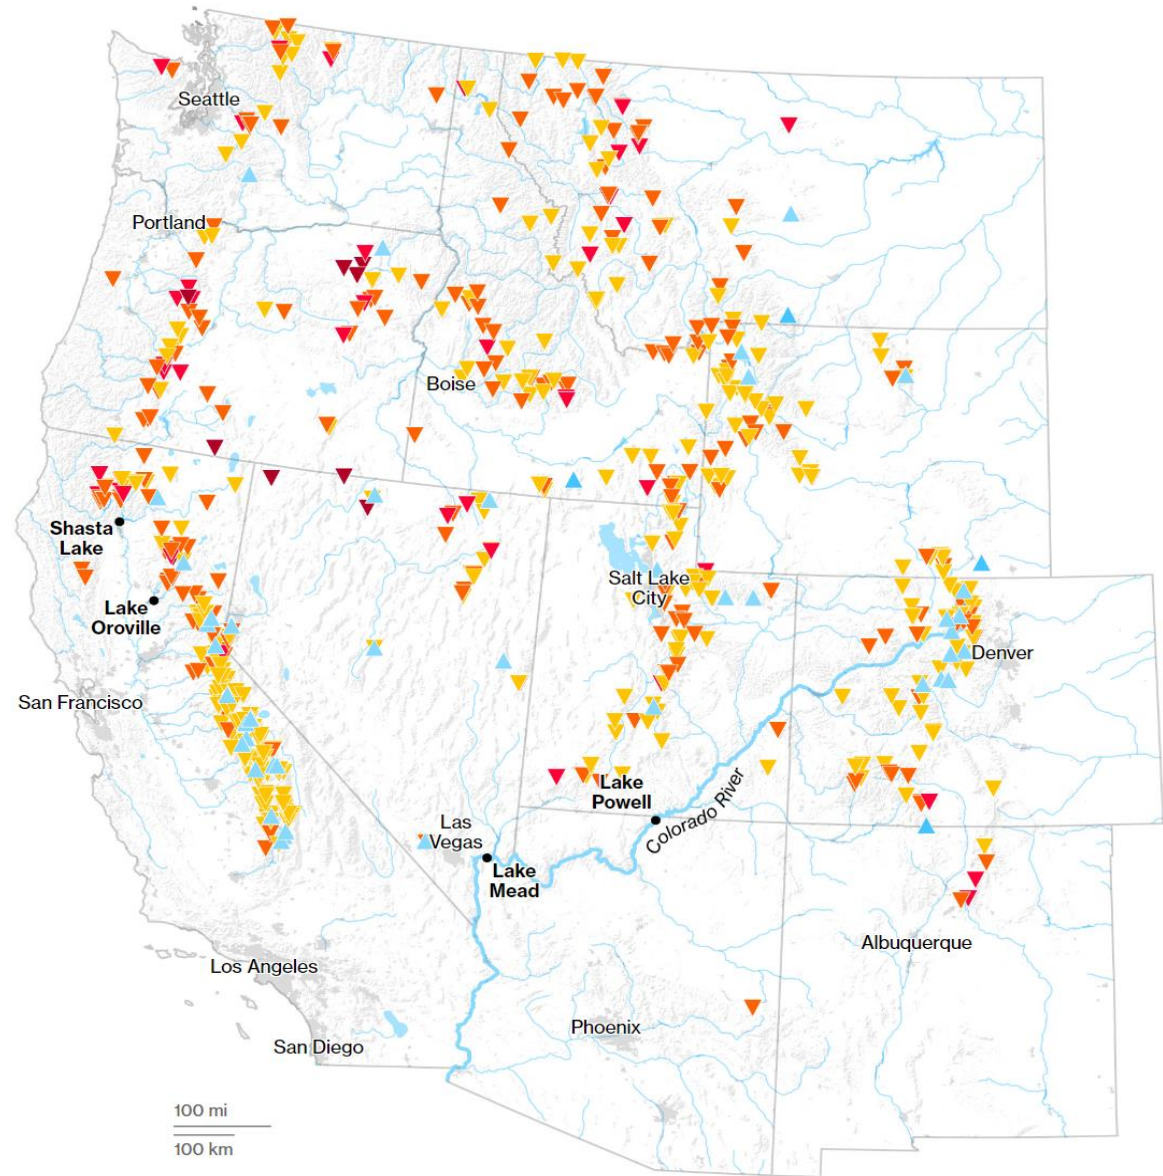 Seattle
Portland
Boise
Shasta
Lake
Lake
Oroville
Salt Lake
City
Denver
San Francisco
Lake
Powell
Colorado River
Las
Vegas
Lake
Mead
Albuquerque
Los Angeles
Phoenix
San Diego
100 mi
100 km